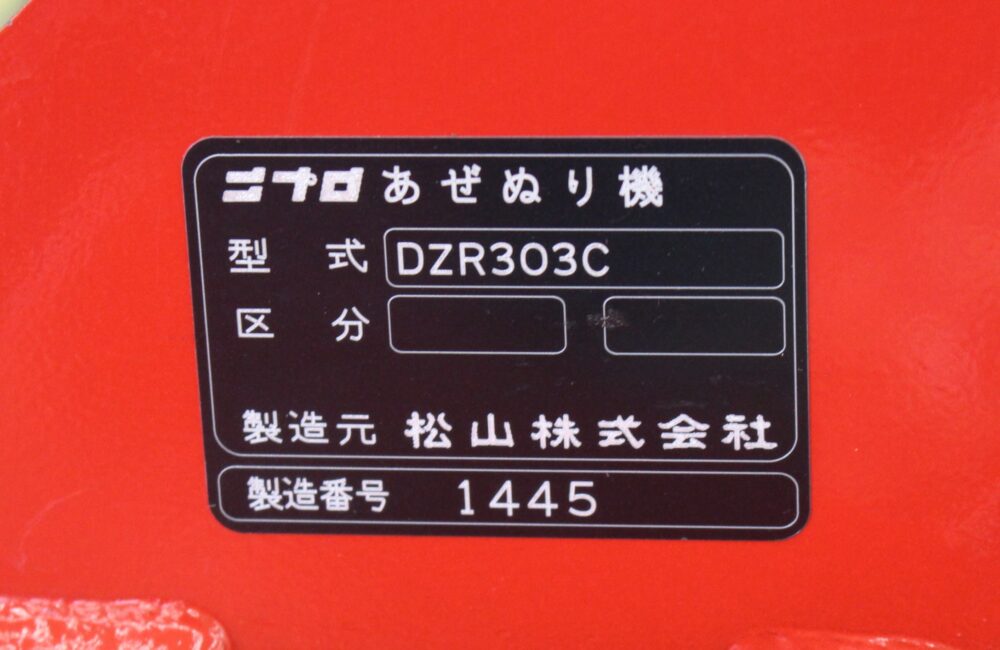 ニプロ あぜぬり機
型式 DZR303C
区分
製造元 松山株式会社
製造番号 1445